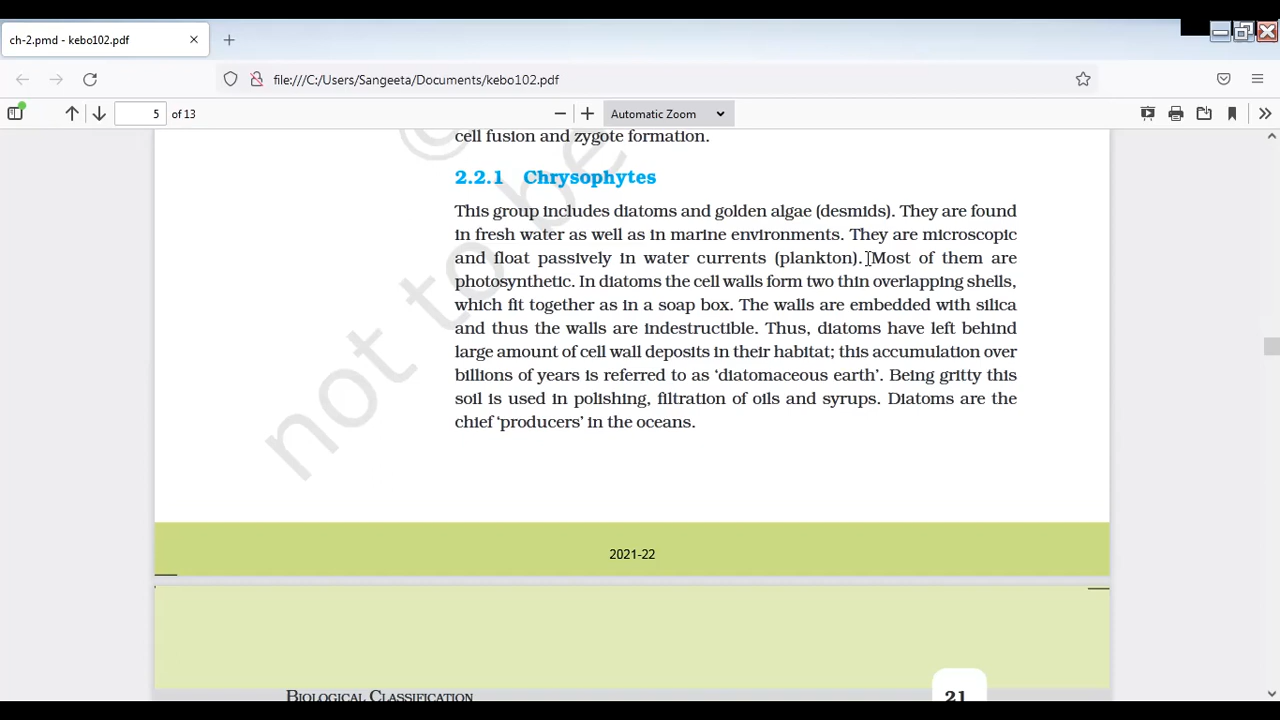 ch-2.pmd - kebo102.pdf
file:///C:/Users/Sangeeta/Documents/kebo102.pdf
5 of 13
Automatic Zoom
cell fusion and zygote formation.
2.2.1 Chrysophytes
This group includes diatoms and golden algae (desmids). They are found
in fresh water as well as in marine environments. They are microscopic
and float passively in water currents (plankton). Most of them are
photosynthetic. In diatoms the cell walls form two thin overlapping shells,
which fit together as in a soap box. The walls are embedded with silica
and thus the walls are indestructible. Thus, diatoms have left behind
large amount of cell wall deposits in their habitat; this accumulation over
billions of years is referred to as ‘diatomaceous earth’. Being gritty this
soil is used in polishing, filtration of oils and syrups. Diatoms are the
chief ‘producers’ in the oceans.
not to be
©
2021-22
BIOLOGICAL CLASSIFICATION
21